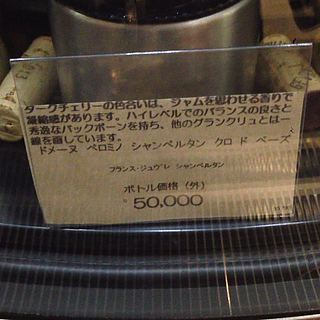 ダークチェリーの色合いは、ジャムを思わせる香りで
凝縮感があります。ハイレベルでのバランスの良さと
秀逸なバックボーンを持ち、他のグランクリュとは一
線を画しています。
ドメーヌ ペロミノ シャンベルタン クロ ド ベーズ
フランス・ジュヴレ シャンベルタン
ボトル価格（外）
50,000